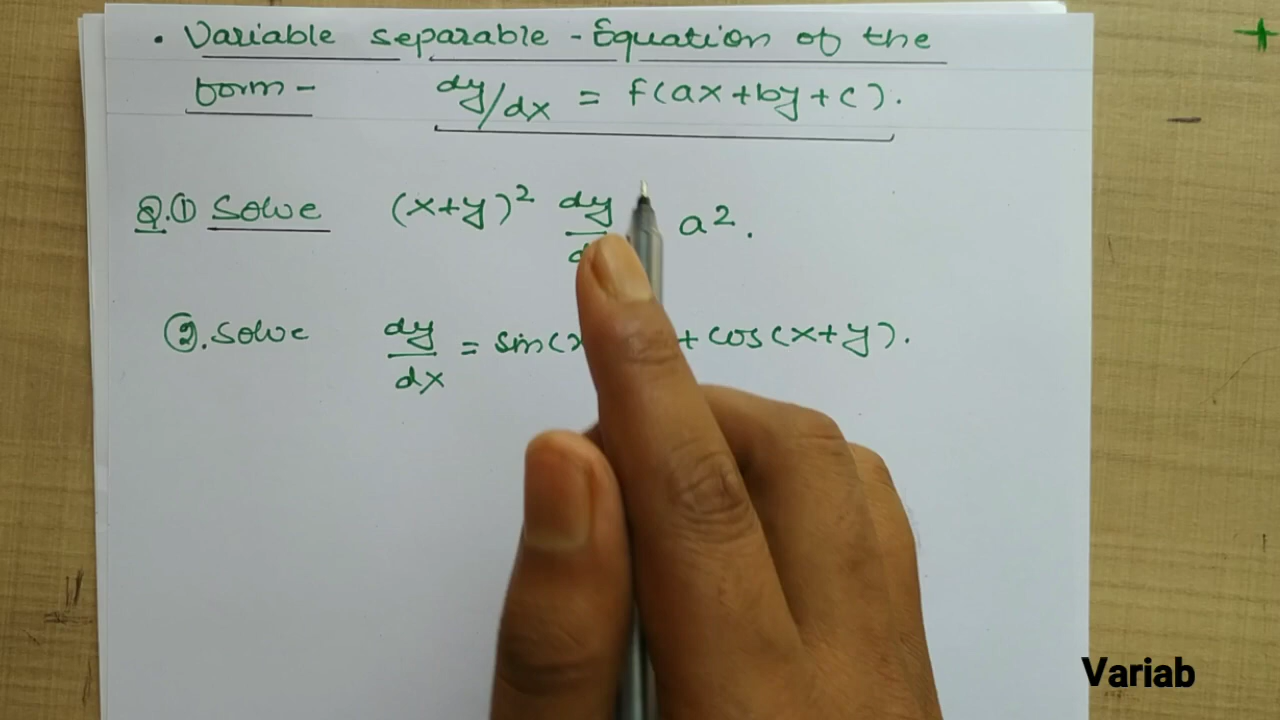 . Variable separable - Equation of the
form - dy/dx = f(ax+by+c).
Q.① Solve (x+y)² dy a².
②. Solve dy/dx = sin( + cos(x+y).
Variab